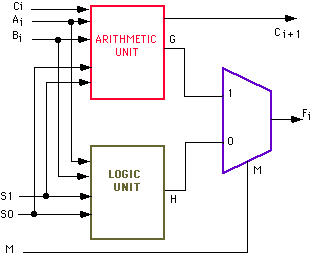 Ci
Ai
Bi
ARITHMETIC
UNIT
G
Ci+1
1
0
Fi
M
LOGIC
UNIT
H
S1
S0
M